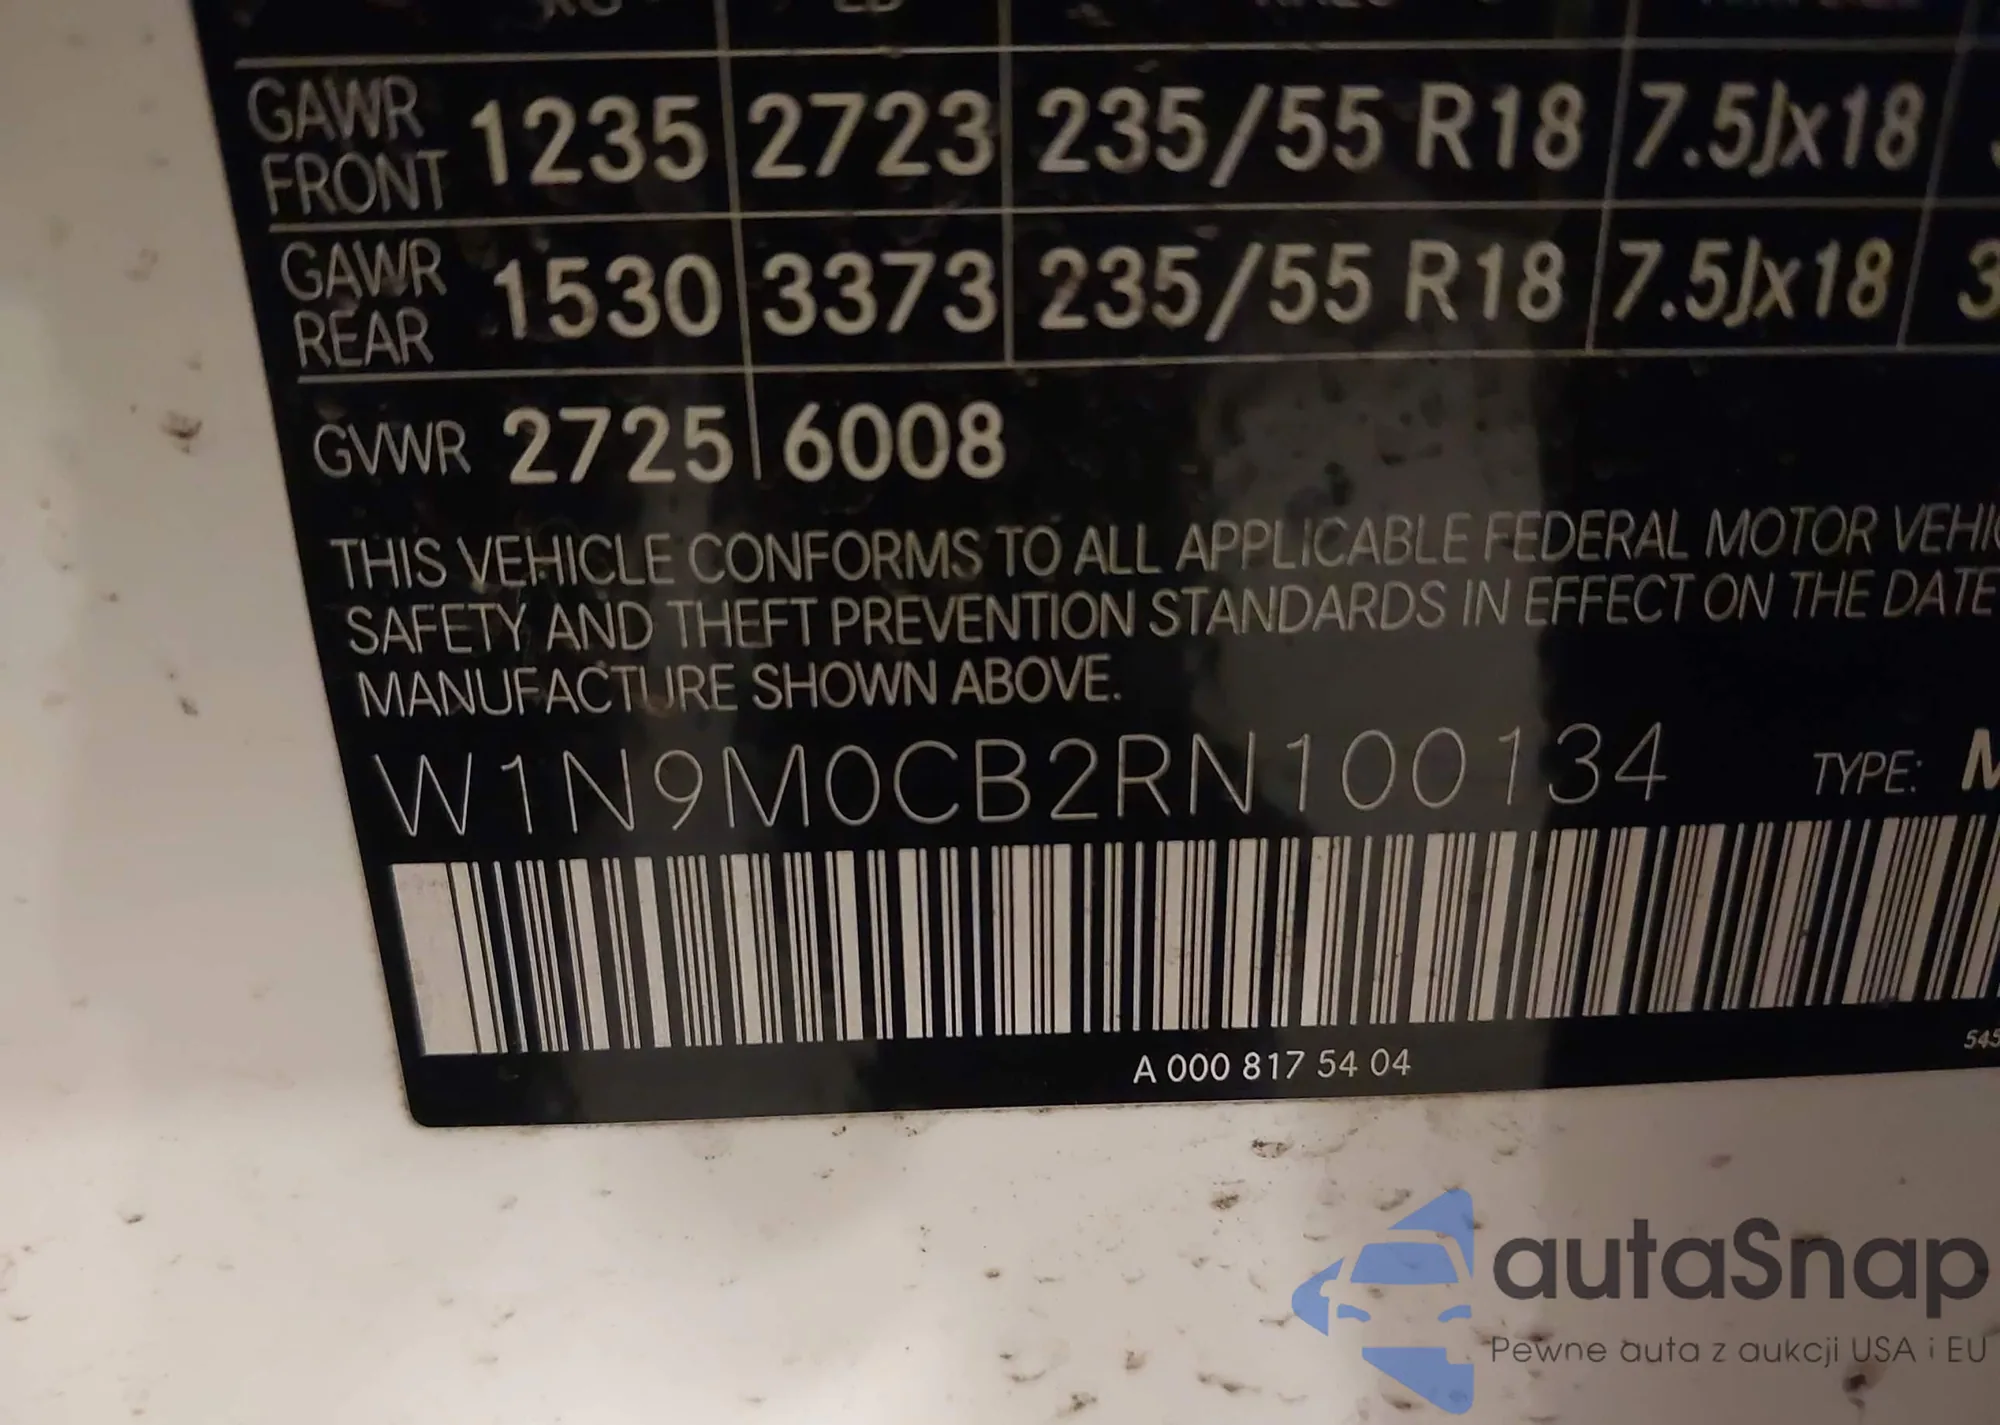 GAWR FRONT 1235 2723 235/55 R18 7.5Jx18
GAWR REAR 1530 3373 235/55 R18 7.5Jx18 3
GVWR 2725 6008
THIS VEHICLE CONFORMS TO ALL APPLICABLE FEDERAL MOTOR VEHIC
SAFETY AND THEFT PREVENTION STANDARDS IN EFFECT ON THE DATE
MANUFACTURE SHOWN ABOVE.
W1N9M0CB2RN100134 TYPE: M
A 000 817 54 04
545
autaSnap
Pewne auta z aukcji USA i EU